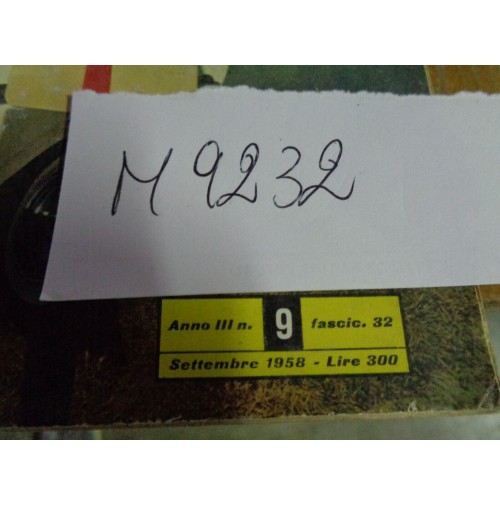 M 9232
Anno III n. 9 fascic. 32
Settembre 1958 - Lire 300